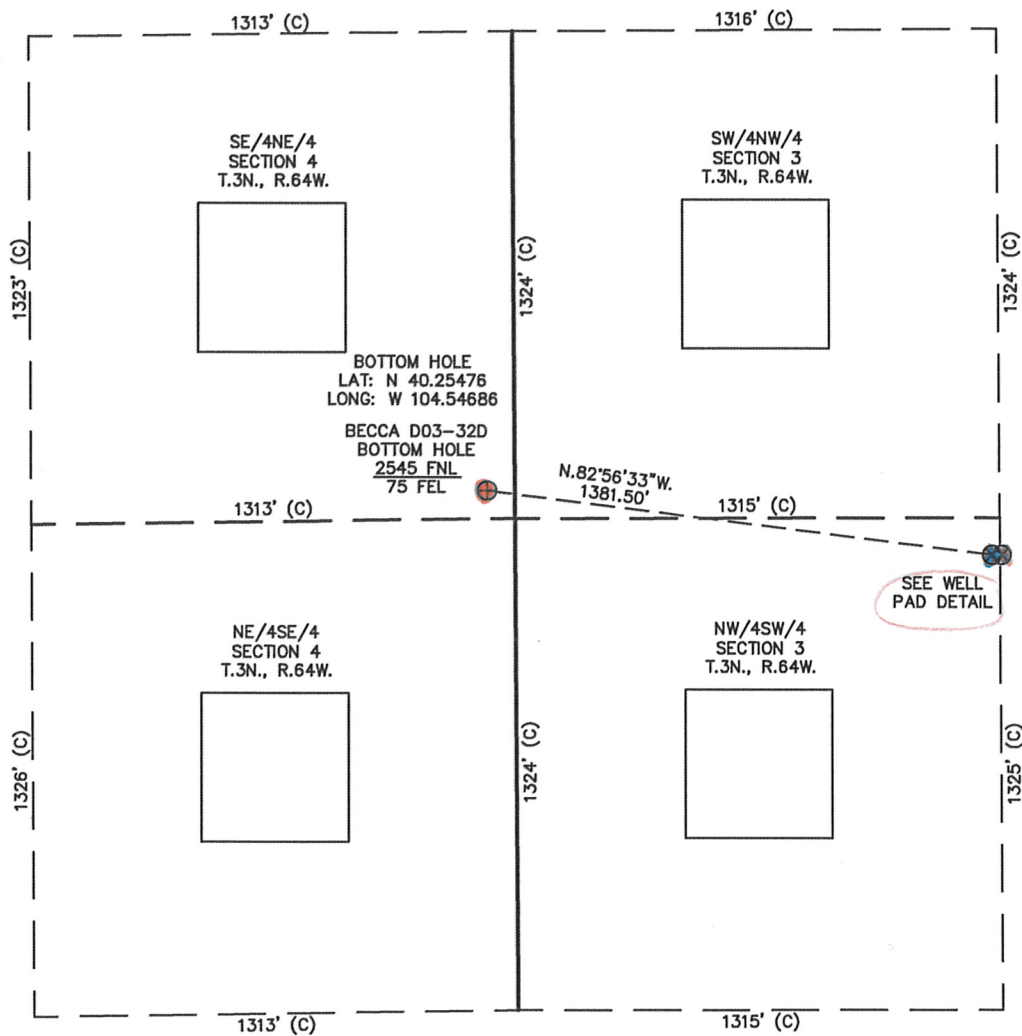 1313' (C)
1316' (C)
SE/4NE/4
SECTION 4
T.3N., R.64W.
SW/4NW/4
SECTION 3
T.3N., R.64W.
1323' (C)
1324' (C)
1324' (C)
BOTTOM HOLE
LAT: N 40.25476
LONG: W 104.54686
BECCA D03-32D
BOTTOM HOLE
2545 FNL
75 FEL
N.82°56'33"W.
1381.50'
1313' (C)
1315' (C)
SEE WELL
PAD DETAIL
NE/4SE/4
SECTION 4
T.3N., R.64W.
NW/4SW/4
SECTION 3
T.3N., R.64W.
1326' (C)
1324' (C)
1325' (C)
1313' (C)
1315' (C)